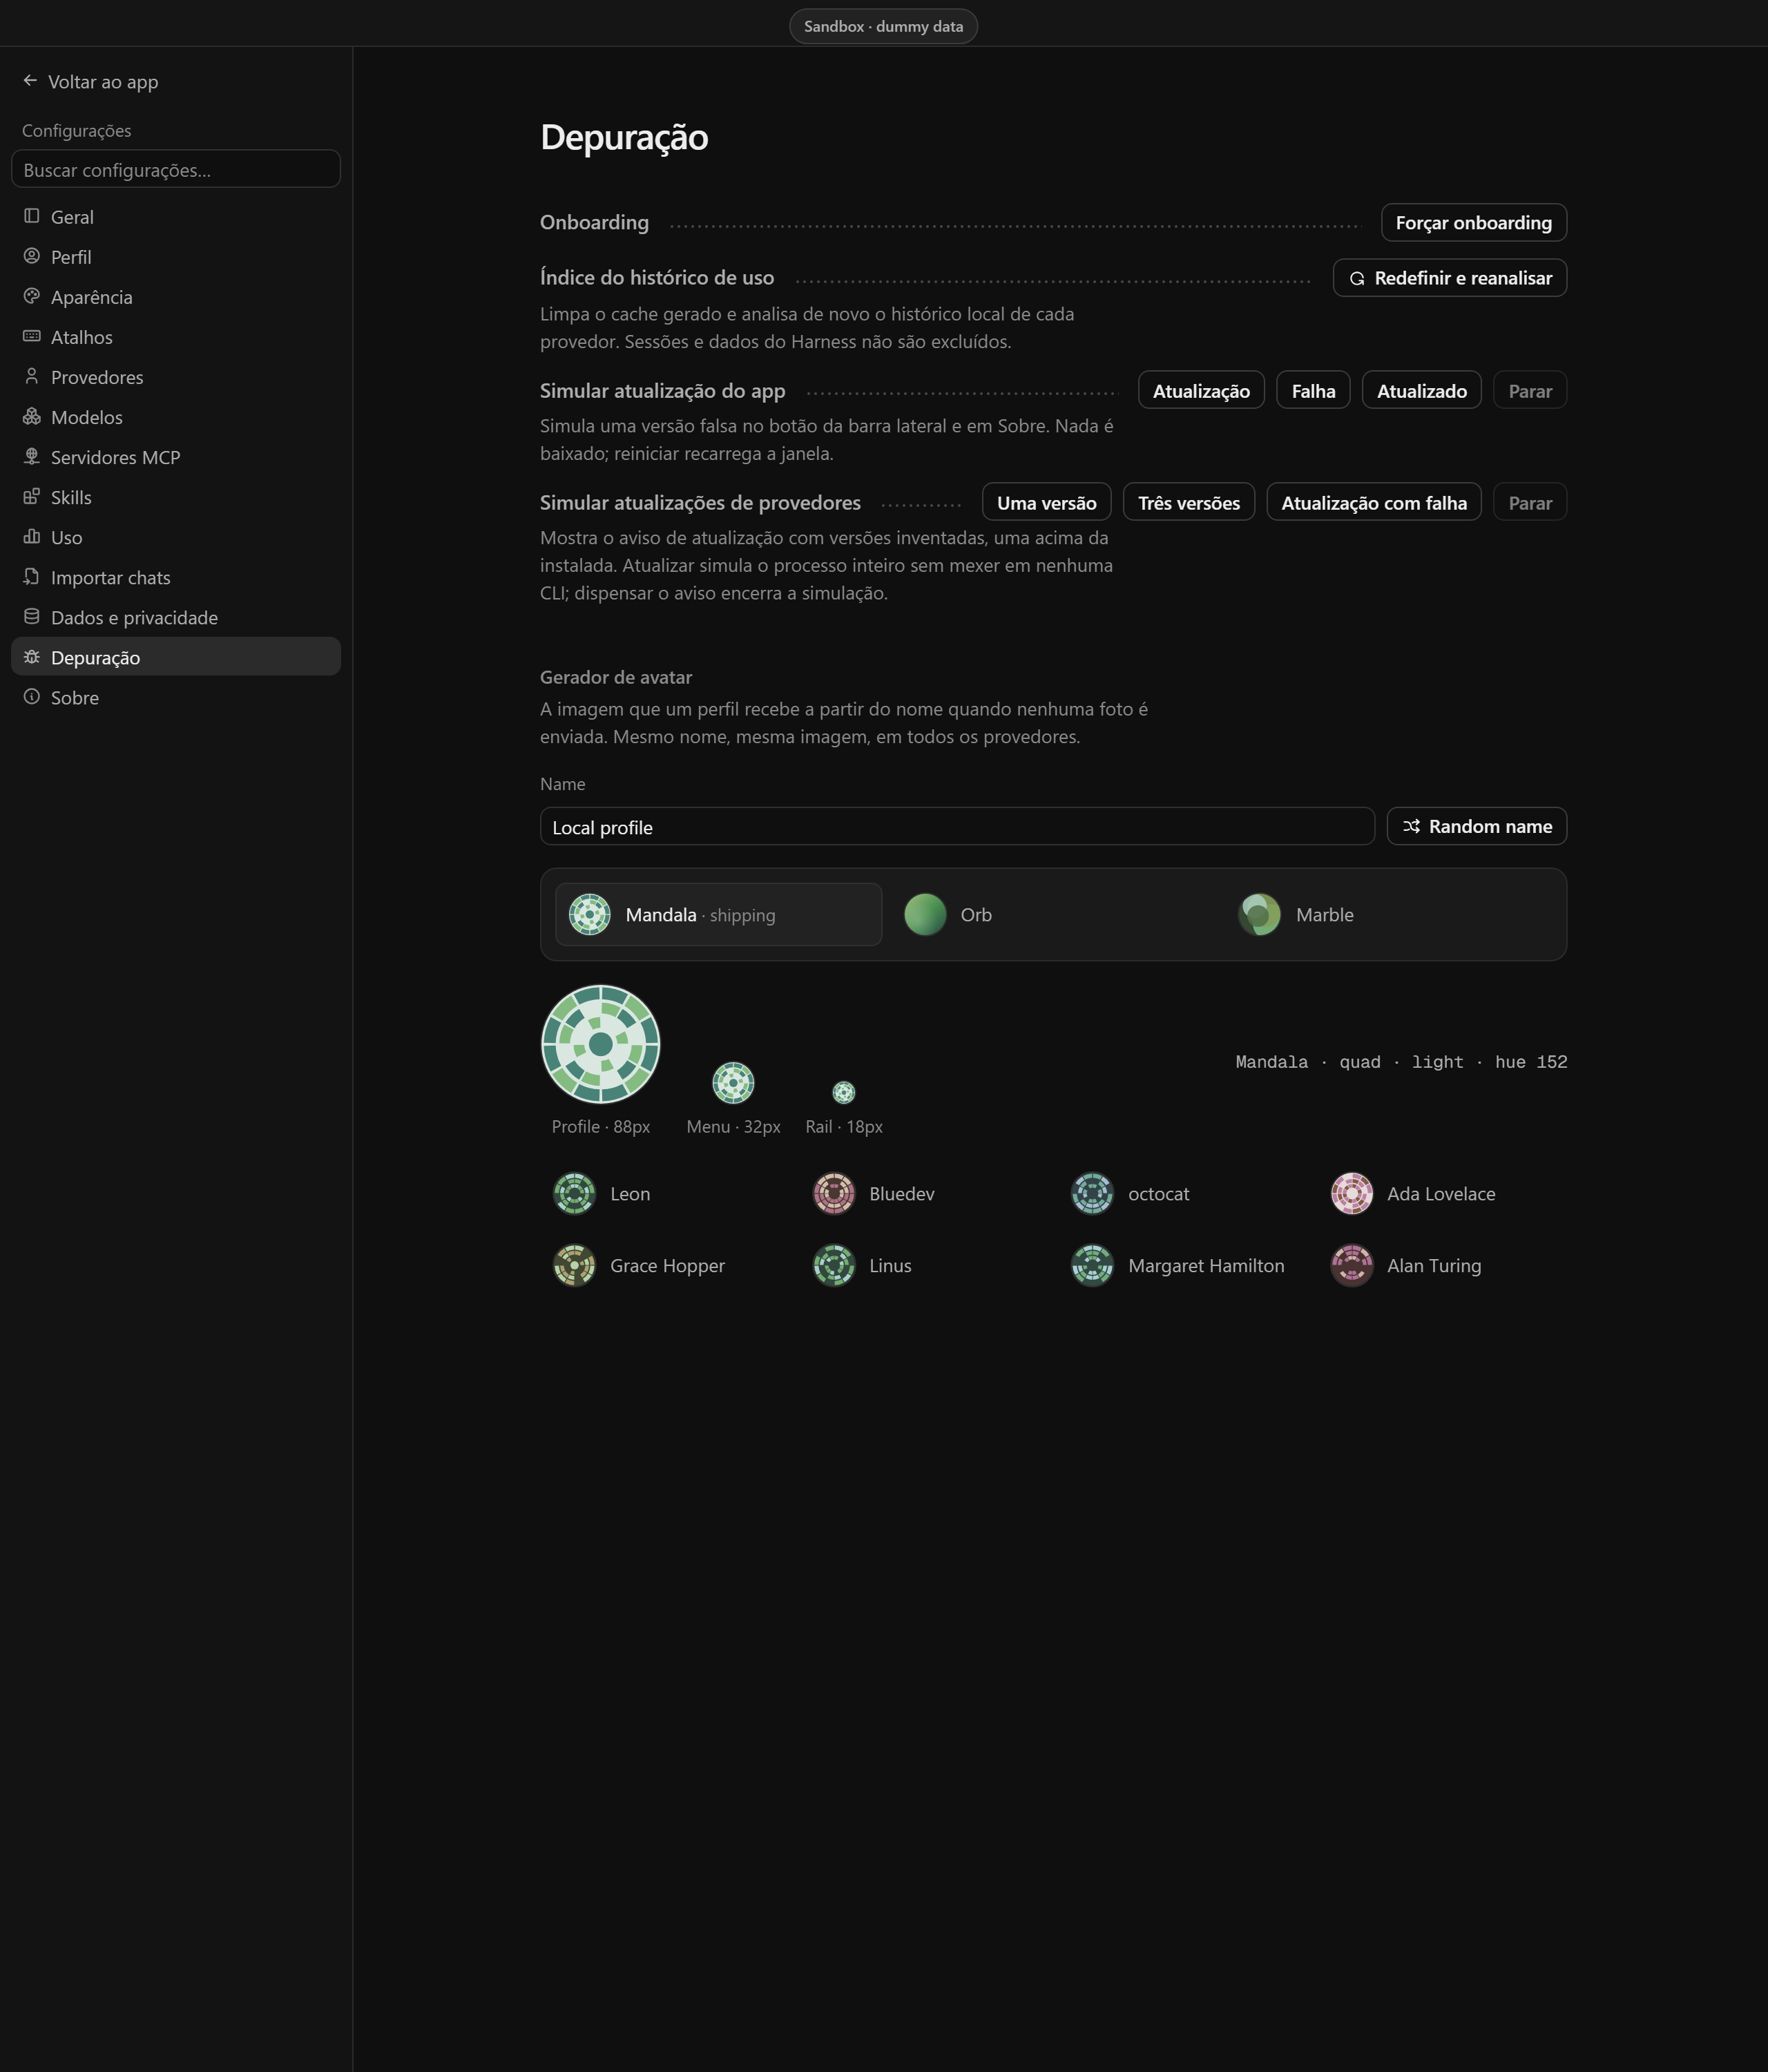 Sandbox · dummy data
Voltar ao app
Configurações
Buscar configurações...
Geral
Perfil
Aparência
Atalhos
Provedores
Modelos
Servidores MCP
Skills
Uso
Importar chats
Dados e privacidade
Depuração
Sobre
Depuração
Onboarding
Forçar onboarding
Índice do histórico de uso
Redefinir e reanalisar
Limpa o cache gerado e analisa de novo o histórico local de cada
provedor. Sessões e dados do Harness não são excluídos.
Simular atualização do app
Atualização
Falha
Atualizado
Parar
Simula uma versão falsa no botão da barra lateral e em Sobre. Nada é
baixado; reiniciar recarrega a janela.
Simular atualizações de provedores
Uma versão
Três versões
Atualização com falha
Parar
Mostra o aviso de atualização com versões inventadas, uma acima da
instalada. Atualizar simula o processo inteiro sem mexer em nenhuma
CLI; dispensar o aviso encerra a simulação.
Gerador de avatar
A imagem que um perfil recebe a partir do nome quando nenhuma foto é
enviada. Mesmo nome, mesma imagem, em todos os provedores.
Name
Local profile
Random name
Mandala · shipping
Orb
Marble
Mandala · quad · light · hue 152
Profile · 88px
Menu · 32px
Rail · 18px
Leon
Bluedev
octocat
Ada Lovelace
Grace Hopper
Linus
Margaret Hamilton
Alan Turing